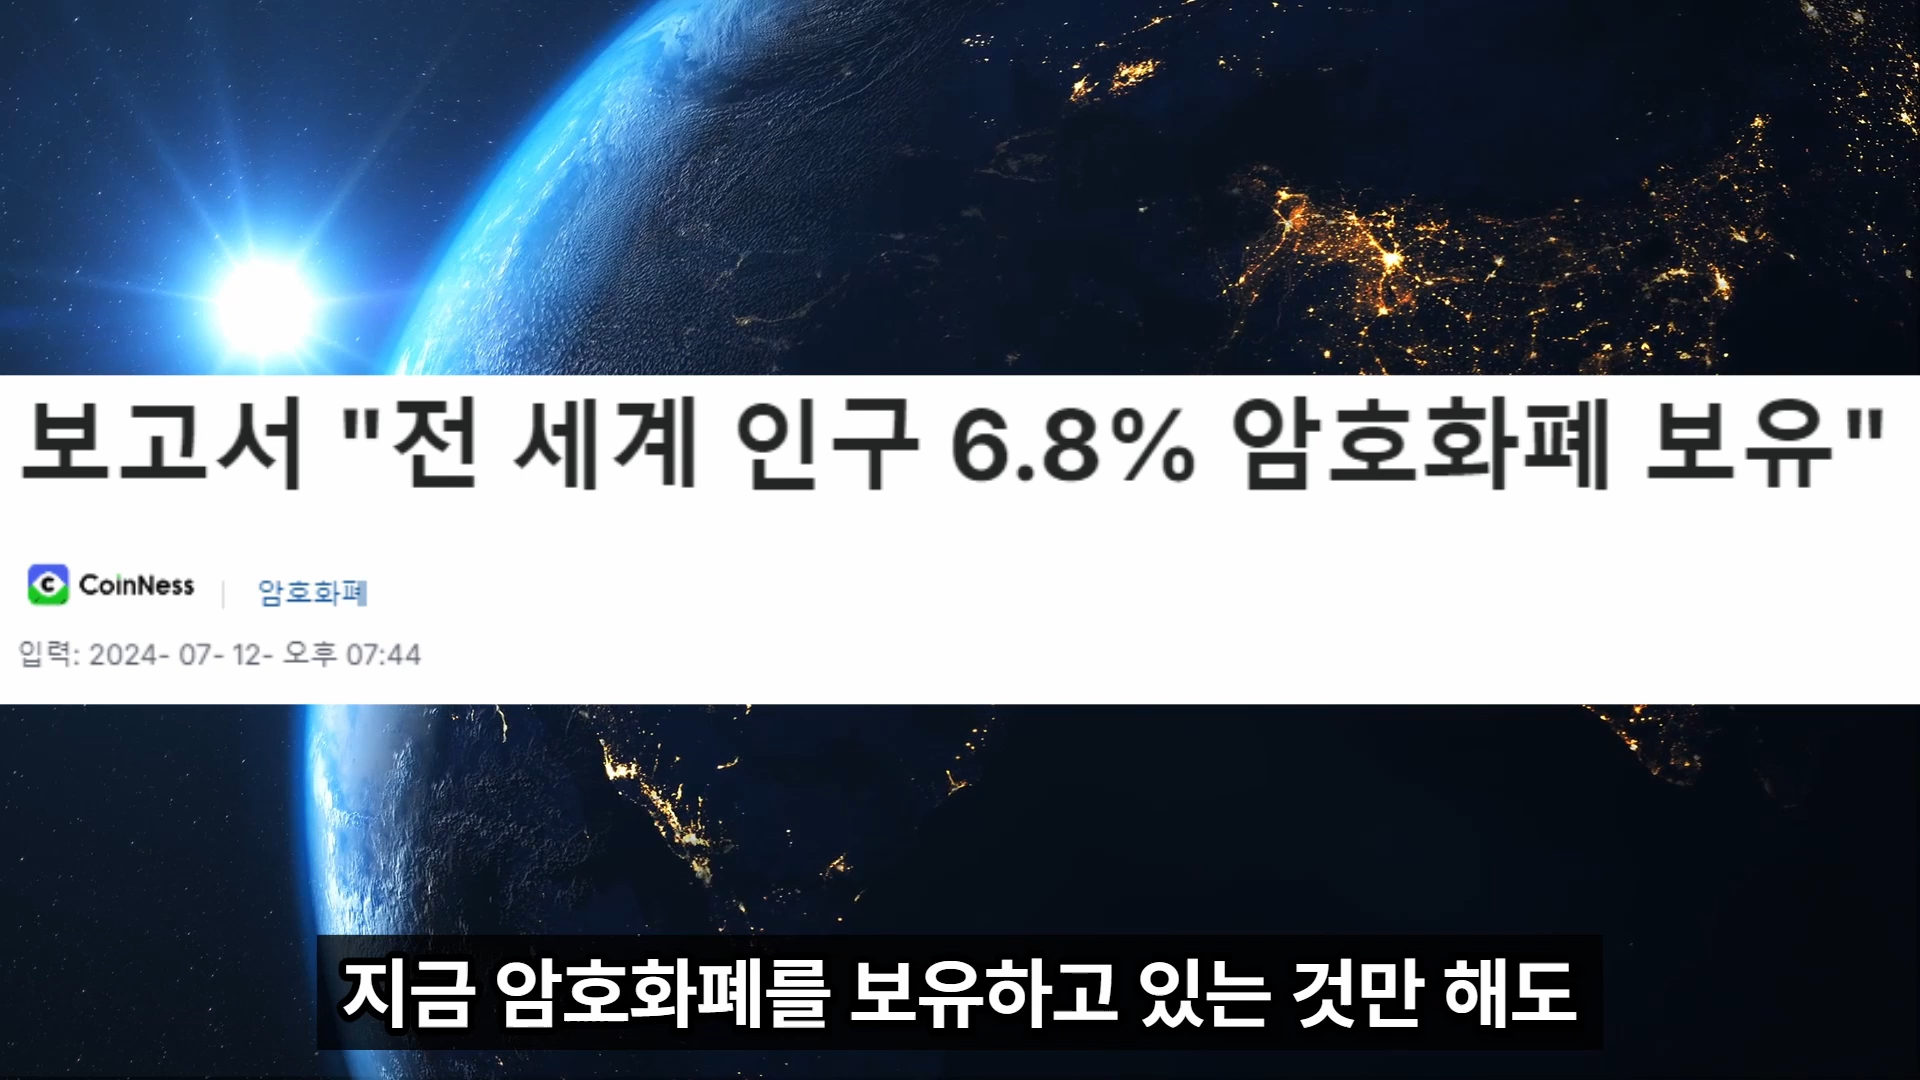 보고서 "전 세계 인구 6.8% 암호화폐 보유"
CoinNess | 암호화폐
입력: 2024- 07- 12- 오후 07:44
지금 암호화폐를 보유하고 있는 것만 해도